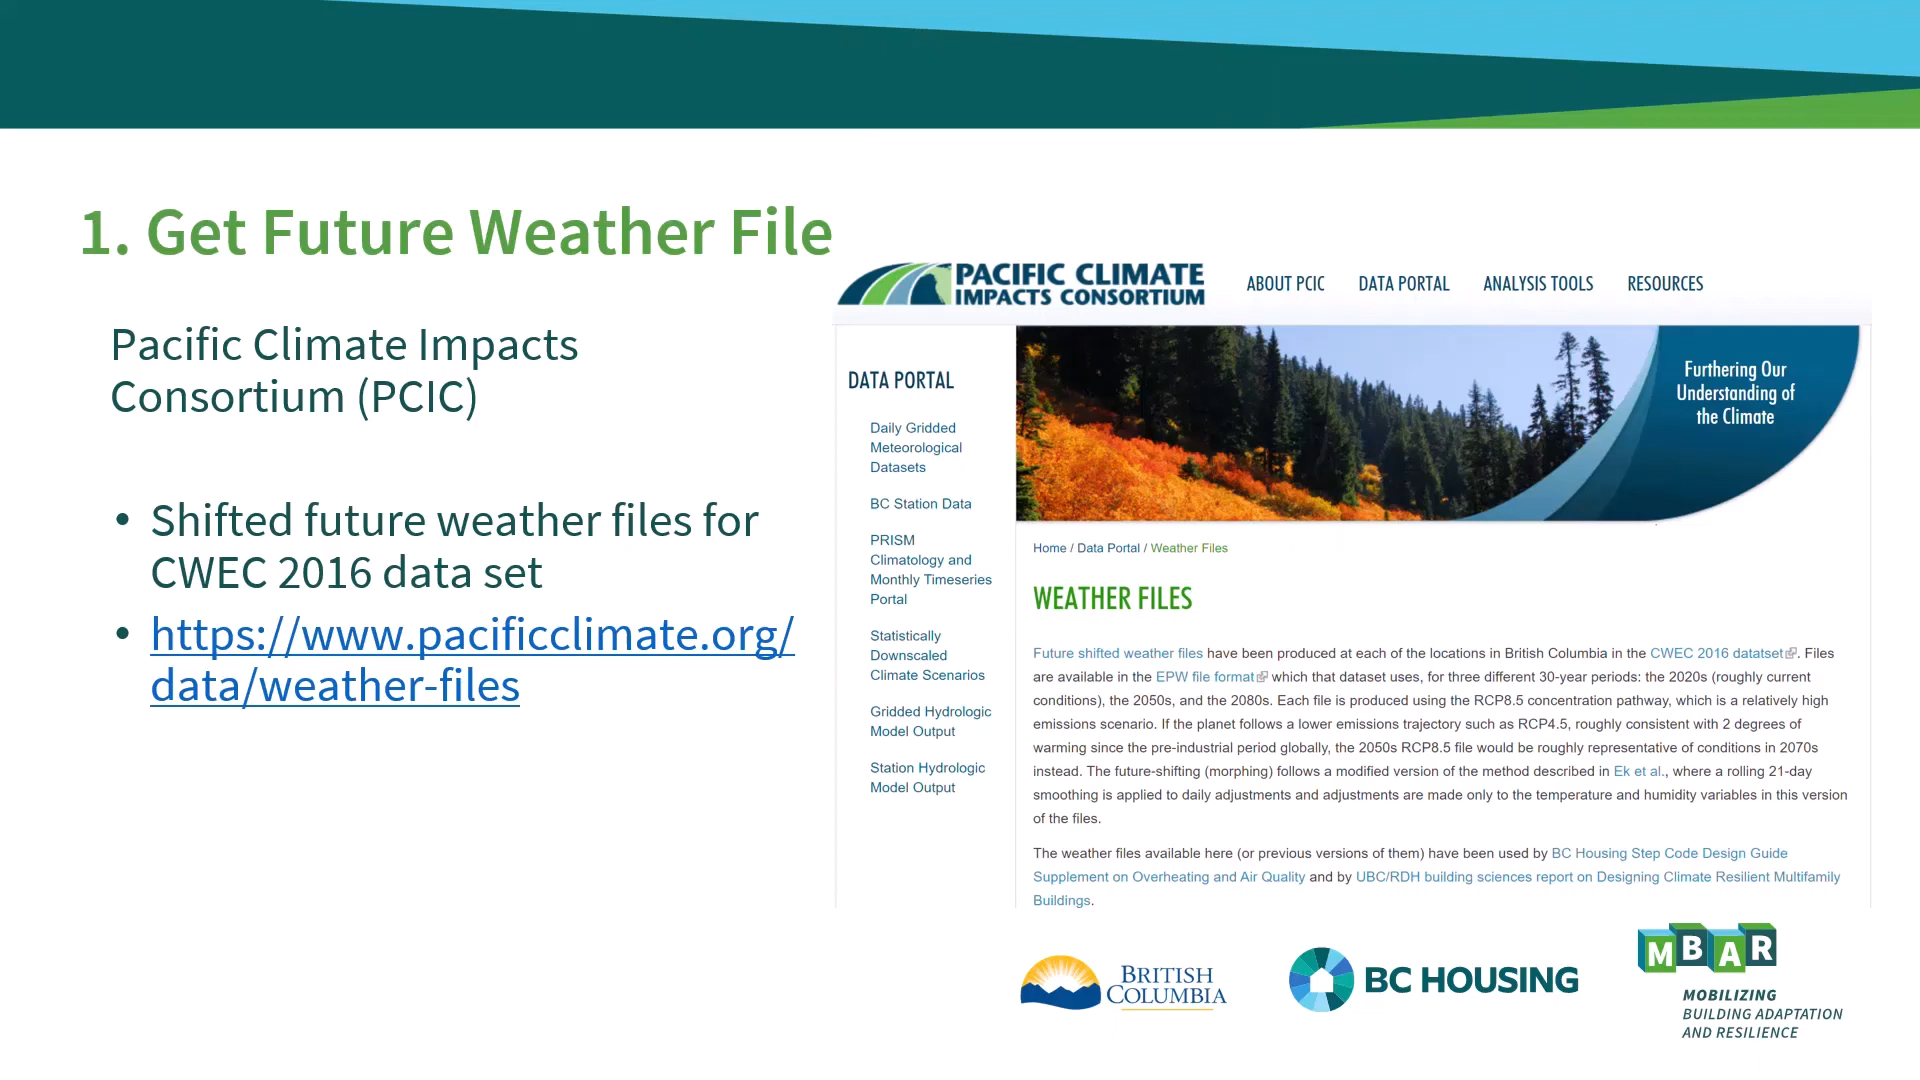 1. Get Future Weather File
Pacific Climate Impacts
Consortium (PCIC)
• Shifted future weather files for
CWEC 2016 data set
• https://www.pacificclimate.org/
data/weather-files
PACIFIC CLIMATE
IMPACTS CONSORTIUM
ABOUT PCIC DATA PORTAL ANALYSIS TOOLS RESOURCES
DATA PORTAL
Daily Gridded
Meteorological
Datasets
BC Station Data
PRISM
Climatology and
Monthly Timeseries
Portal
Statistically
Downscaled
Climate Scenarios
Gridded Hydrologic
Model Output
Station Hydrologic
Model Output
Furthering Our
Understanding of
the Climate
Home / Data Portal / Weather Files
WEATHER FILES
Future shifted weather files have been produced at each of the locations in British Columbia in the CWEC 2016 datatset. Files
are available in the EPW file format which that dataset uses, for three different 30-year periods: the 2020s (roughly current
conditions), the 2050s, and the 2080s. Each file is produced using the RCP8.5 concentration pathway, which is a relatively high
emissions scenario. If the planet follows a lower emissions trajectory such as RCP4.5, roughly consistent with 2 degrees of
warming since the pre-industrial period globally, the 2050s RCP8.5 file would be roughly representative of conditions in 2070s
instead. The future-shifting (morphing) follows a modified version of the method described in Ek et al., where a rolling 21-day
smoothing is applied to daily adjustments and adjustments are made only to the temperature and humidity variables in this version
of the files.
The weather files available here (or previous versions of them) have been used by BC Housing Step Code Design Guide
Supplement on Overheating and Air Quality and by UBC/RDH building sciences report on Designing Climate Resilient Multifamily
Buildings.
BRITISH
COLUMBIA
BC HOUSING
MBAR
MOBILIZING
BUILDING ADAPTATION
AND RESILIENCE